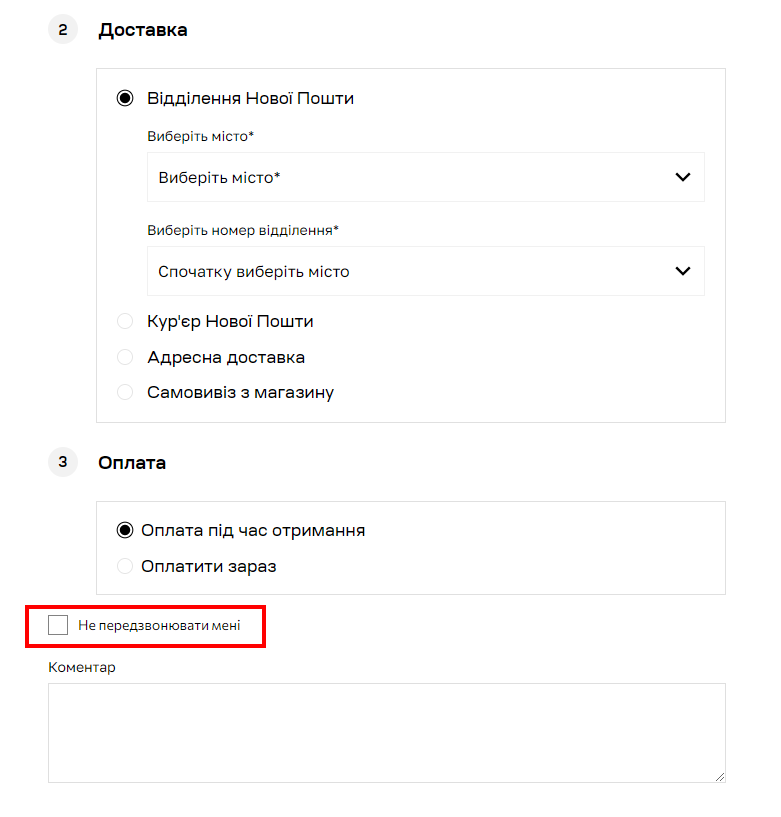 2 Доставка
Відділення Нової Пошти
Виберіть місто*
Виберіть місто*
Виберіть номер відділення*
Спочатку виберіть місто
Кур'єр Нової Пошти
Адресна доставка
Самовивіз з магазину
3 Оплата
Оплата під час отримання
Оплатити зараз
Не передзвонювати мені
Коментар